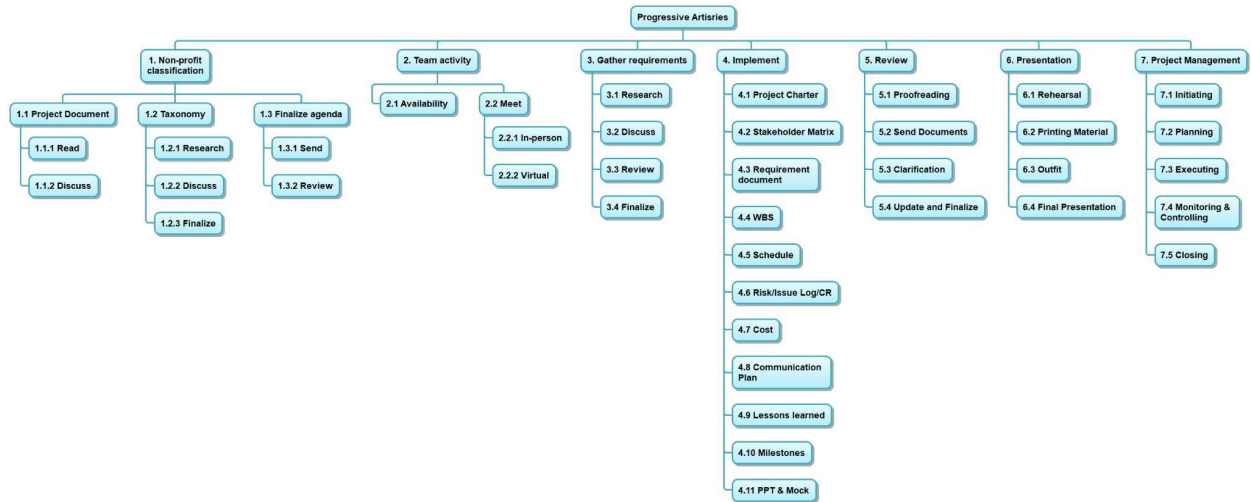 Progressive Artisries
1. Non-profit
classification
1.1 Project Document
1.1.1 Read
1.1.2 Discuss
1.2 Taxonomy
1.2.1 Research
1.2.2 Discuss
1.2.3 Finalize
1.3 Finalize agenda
1.3.1 Send
1.3.2 Review
2. Team activity
2.1 Availability
2.2 Meet
2.2.1 In-person
2.2.2 Virtual
3. Gather requirements
3.1 Research
3.2 Discuss
3.3 Review
3.4 Finalize
4. Implement
4.1 Project Charter
4.2 Stakeholder Matrix
4.3 Requirement
document
4.4 WBS
4.5 Schedule
4.6 Risk/Issue Log/CR
4.7 Cost
4.8 Communication
Plan
4.9 Lessons learned
4.10 Milestones
4.11 PPT & Mock
5. Review
5.1 Proofreading
5.2 Send Documents
5.3 Clarification
5.4 Update and Finalize
6. Presentation
6.1 Rehearsal
6.2 Printing Material
6.3 Outfit
6.4 Final Presentation
7. Project Management
7.1 Initiating
7.2 Planning
7.3 Executing
7.4 Monitoring &
Controlling
7.5 Closing